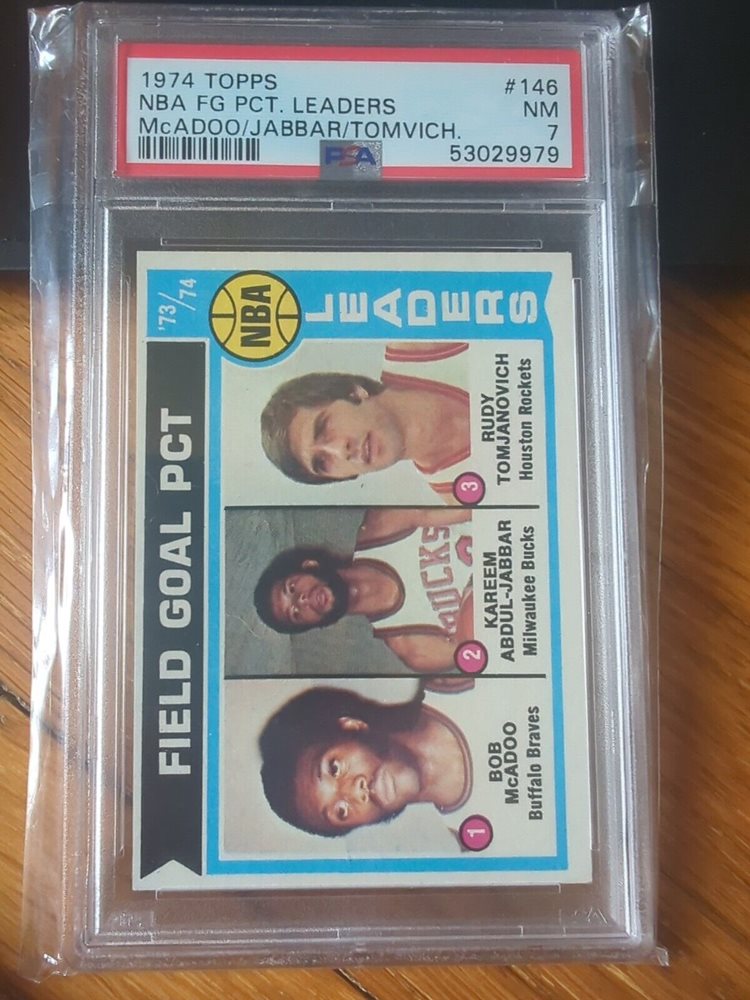 1974 TOPPS #146
NBA FG PCT. LEADERS NM
McADOO/JABBAR/TOMVICH. 7
PSA 53029979
'73/74 NBA LEADERS
FIELD GOAL PCT
1
BOB
McADOO
Buffalo Braves
2
BUCKS
KAREEM
ABDUL-JABBAR
Milwaukee Bucks
3
RUDY
TOMJANOVICH
Houston Rockets